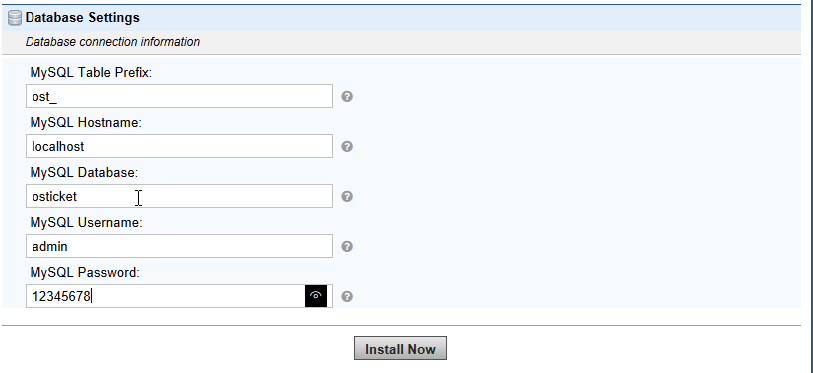 Database Settings
Database connection information
MySQL Table Prefix:
ost_
MySQL Hostname:
localhost
MySQL Database:
osticket
MySQL Username:
admin
MySQL Password:
12345678
Install Now